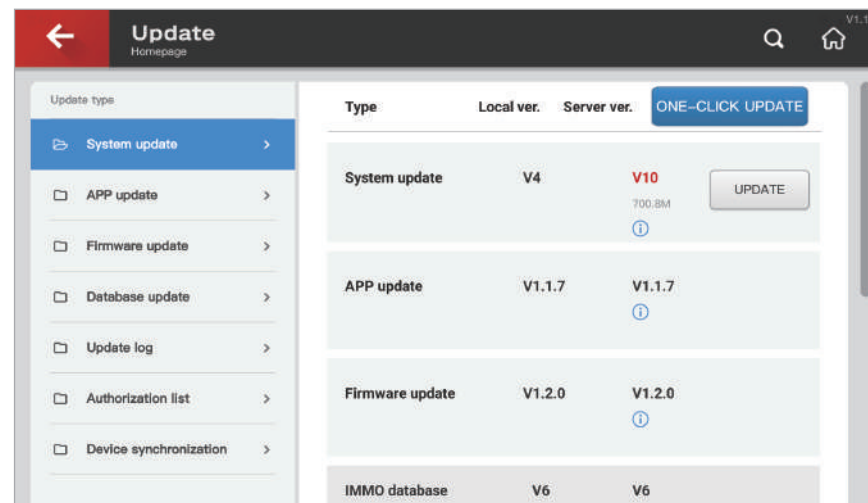 Update
Homepage
V1.1
Update type
System update
APP update
Firmware update
Database update
Update log
Authorization list
Device synchronization
Type Local ver. Server ver. ONE-CLICK UPDATE
System update V4 V10 UPDATE
700.8M
APP update V1.1.7 V1.1.7
Firmware update V1.2.0 V1.2.0
IMMO database V6 V6